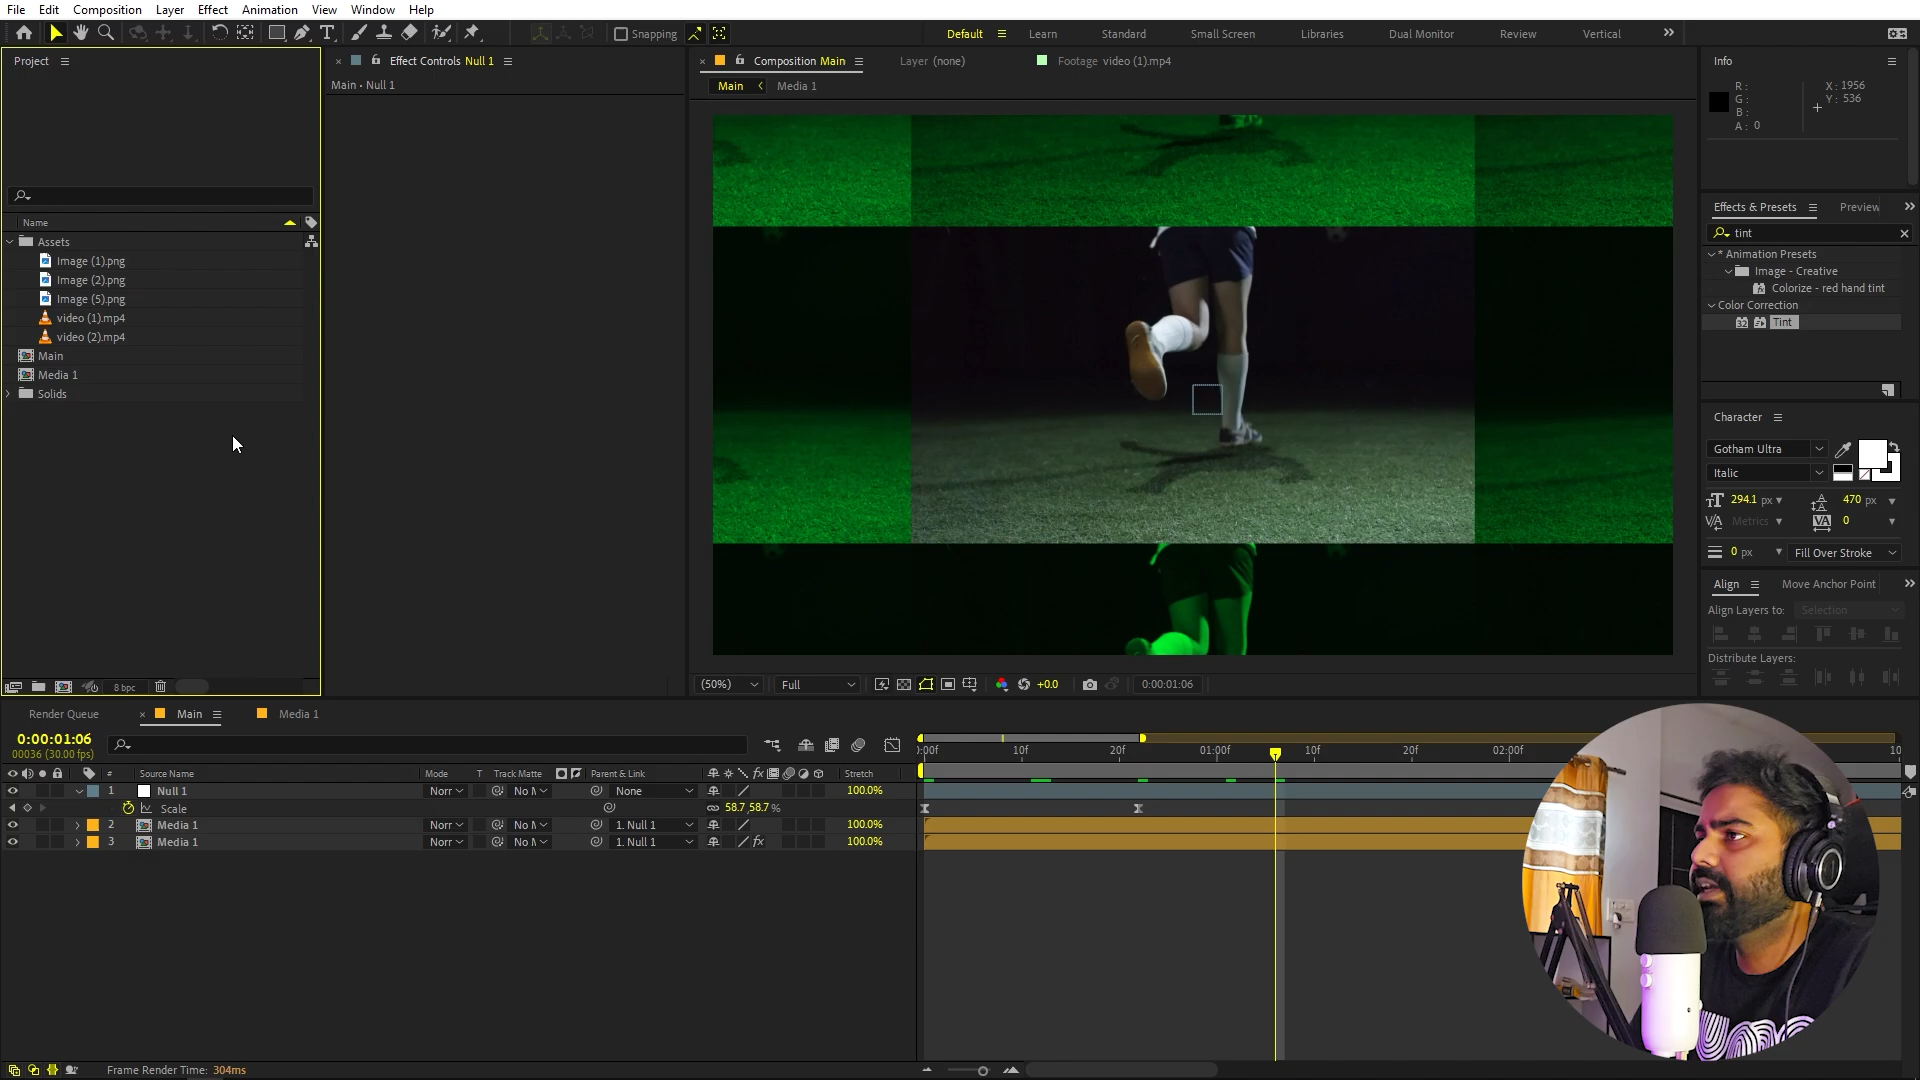 File Edit Composition Layer Effect Animation View Window Help
Snapping
Default Learn Standard Small Screen Libraries Dual Monitor Review Vertical
Project
Effect Controls Null 1
Main • Null 1
Composition Main
Layer (none)
Footage video (1).mp4
Main Media 1
Info
R :
G :
B :
A : 0
X : 1956
Y : 536
Effects & Presets Preview
tint
* Animation Presets
Image - Creative
Colorize - red hand tint
Color Correction
32 Tint
Name
Assets
Image (1).png
Image (2).png
Image (5).png
video (1).mp4
video (2).mp4
Main
Media 1
Solids
Character
Gotham Ultra
Italic
294.1 px 470 px
Metrics 0
0 px Fill Over Stroke
Align Move Anchor Point
Align Layers to: Selection
Distribute Layers:
8 bpc
(50%) Full +0.0 0:00:01:06
Render Queue Main Media 1
0:00:01:06
00036 (30.00 fps)
:00f 10f 20f 01:00f 10f 20f 02:00f 10
# Source Name Mode T Track Matte Parent & Link fx Stretch
1 Null 1 Norr No M None 100.0%
Scale 58.7, 58.7 %
2 Media 1 Norr No M 1. Null 1 100.0%
3 Media 1 Norr No M 1. Null 1 fx 100.0%
Frame Render Time: 304ms